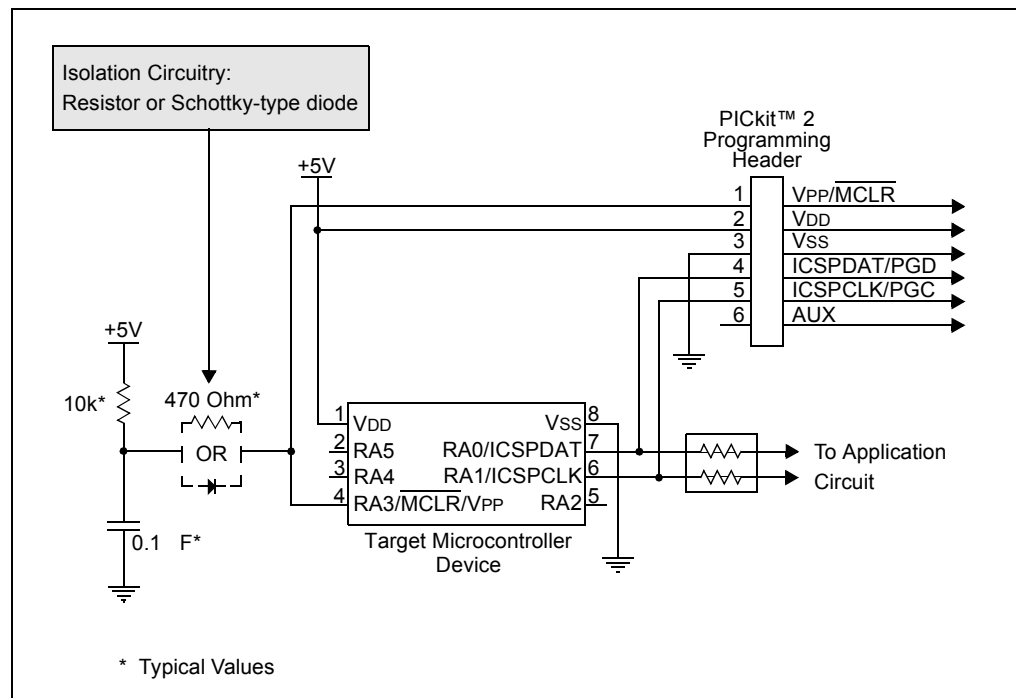 Isolation Circuitry:
Resistor or Schottky-type diode
PICkit™ 2
Programming
Header
+5V
1 VPP/MCLR
2 VDD
3 VSS
4 ICSPDAT/PGD
5 ICSPCLK/PGC
6 AUX
+5V
10k*
470 Ohm*
OR
0.1 F*
1 VDD VSS 8
2 RA5 RA0/ICSPDAT 7
3 RA4 RA1/ICSPCLK 6
4 RA3/MCLR/VPP RA2 5
Target Microcontroller
Device
To Application
Circuit
* Typical Values